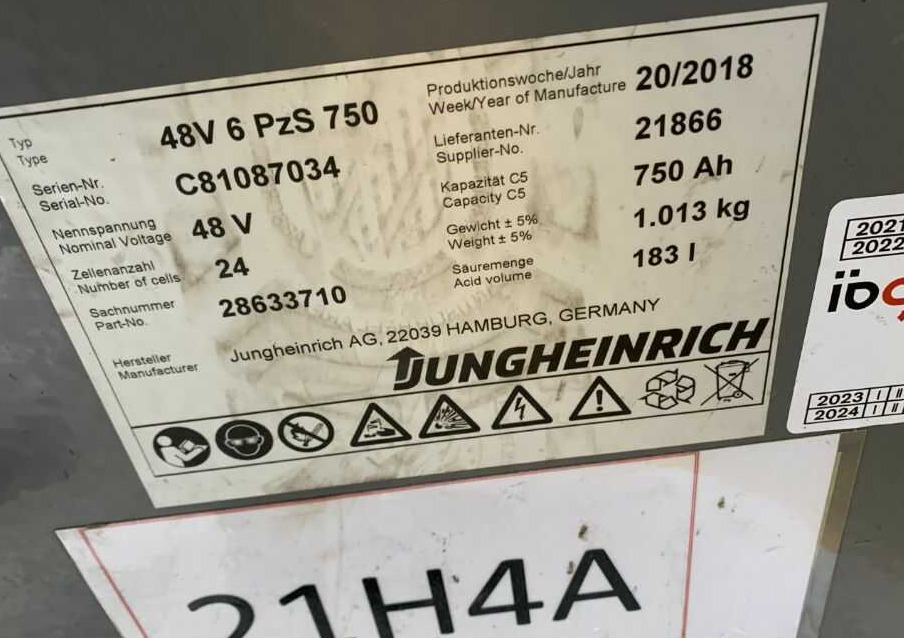 Typ
Type
48V 6 PzS 750
Produktionswoche/Jahr
Week/Year of Manufacture
20/2018
Serien-Nr.
Serial-No.
C81087034
Lieferanten-Nr.
Supplier-No.
21866
Nennspannung
Nominal Voltage
48 V
Kapazität C5
Capacity C5
750 Ah
Zellenanzahl
Number of cells
24
Gewicht ± 5%
Weight ± 5%
1.013 kg
Sachnummer
Part-No.
28633710
Säuremenge
Acid volume
183 l
Hersteller
Manufacturer
Jungheinrich AG, 22039 HAMBURG, GERMANY
JUNGHEINRICH
2021
2022
2023 I II
2024 I II
21H4A